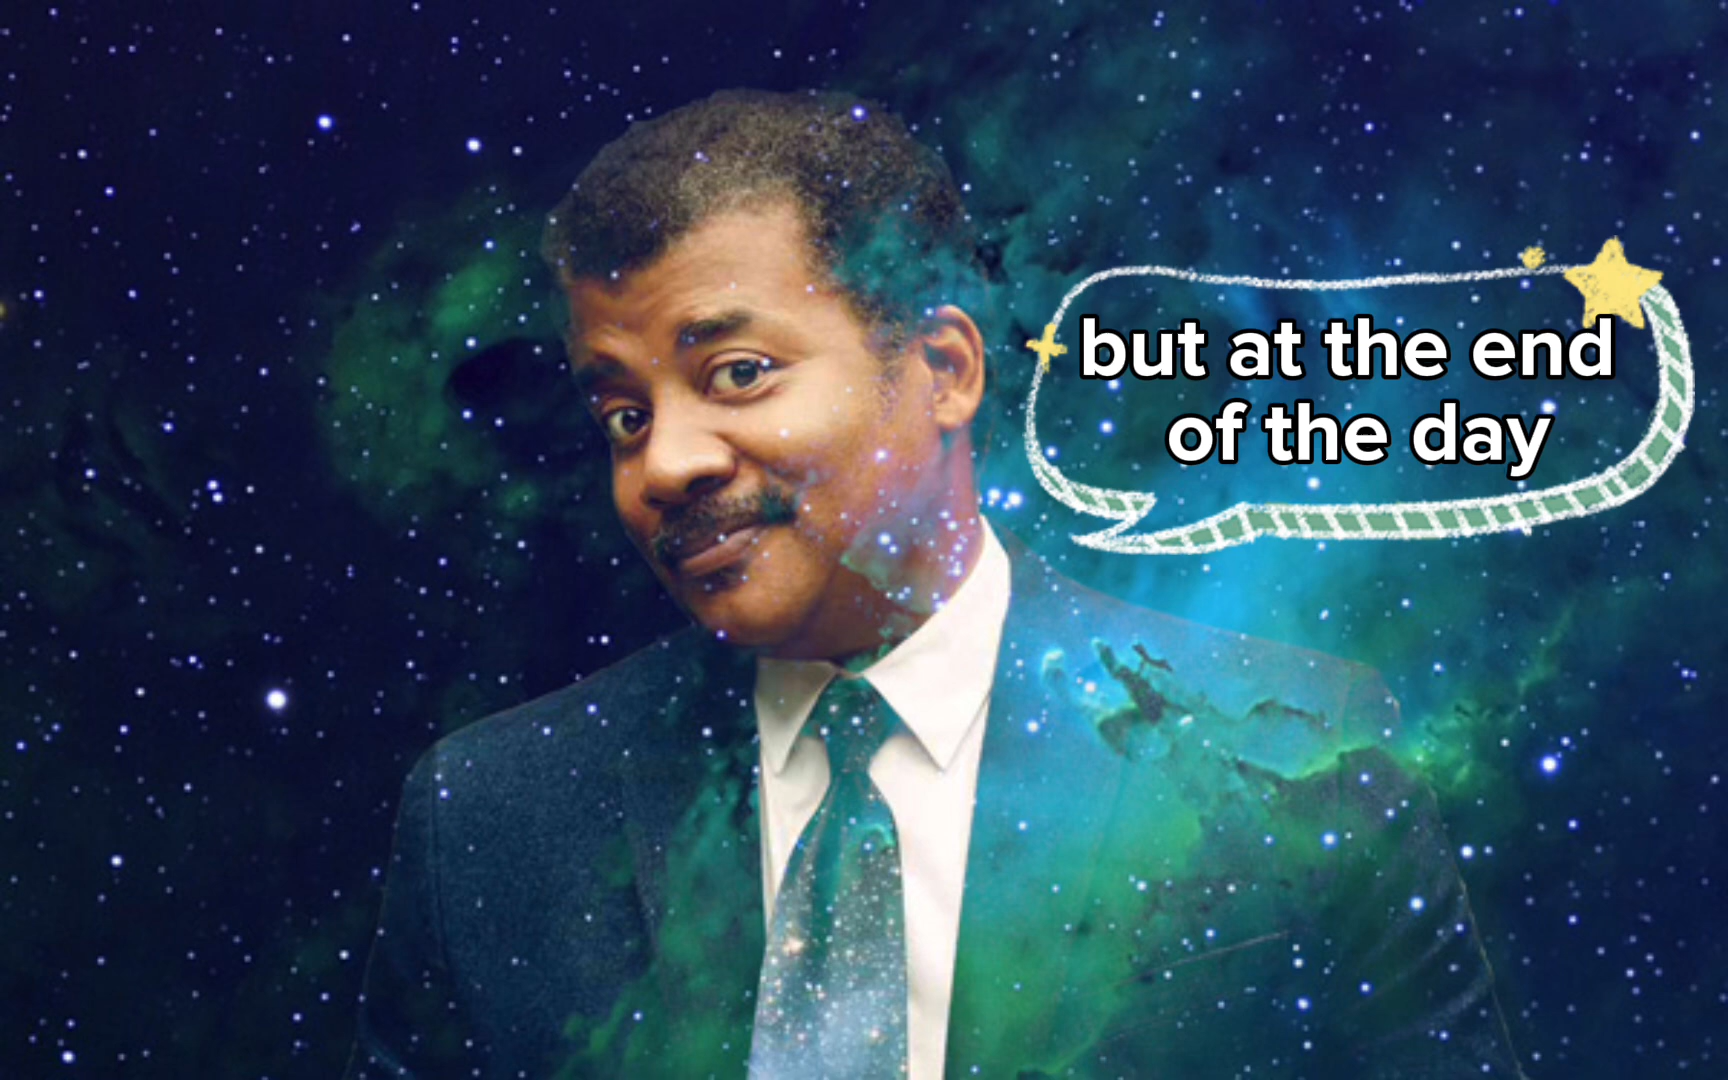 but at the end
of the day